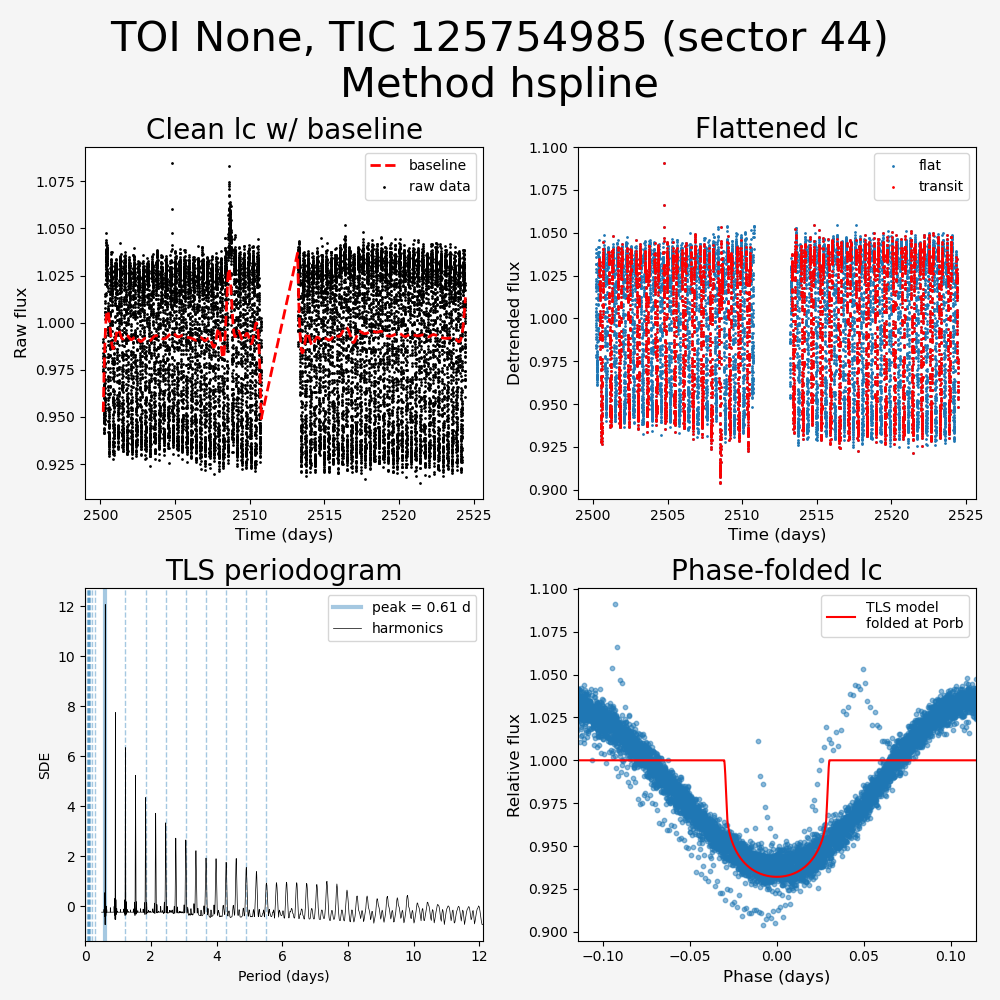 TOI None, TIC 125754985 (sector 44)
Method hspline
Clean lc w/ baseline
baseline
raw data
1.075
1.050
1.025
1.000
0.975
0.950
0.925
Raw flux
2500
2505
2510
2515
2520
2525
Time (days)
Flattened lc
flat
transit
1.100
1.075
1.050
1.025
1.000
0.975
0.950
0.925
0.900
Detrended flux
2500
2505
2510
2515
2520
2525
Time (days)
TLS periodogram
peak = 0.61 d
harmonics
12
10
8
6
4
2
0
SDE
0
2
4
6
8
10
12
Period (days)
Phase-folded lc
TLS model
folded at Porb
1.100
1.075
1.050
1.025
1.000
0.975
0.950
0.925
0.900
Relative flux
−0.10
−0.05
0.00
0.05
0.10
Phase (days)